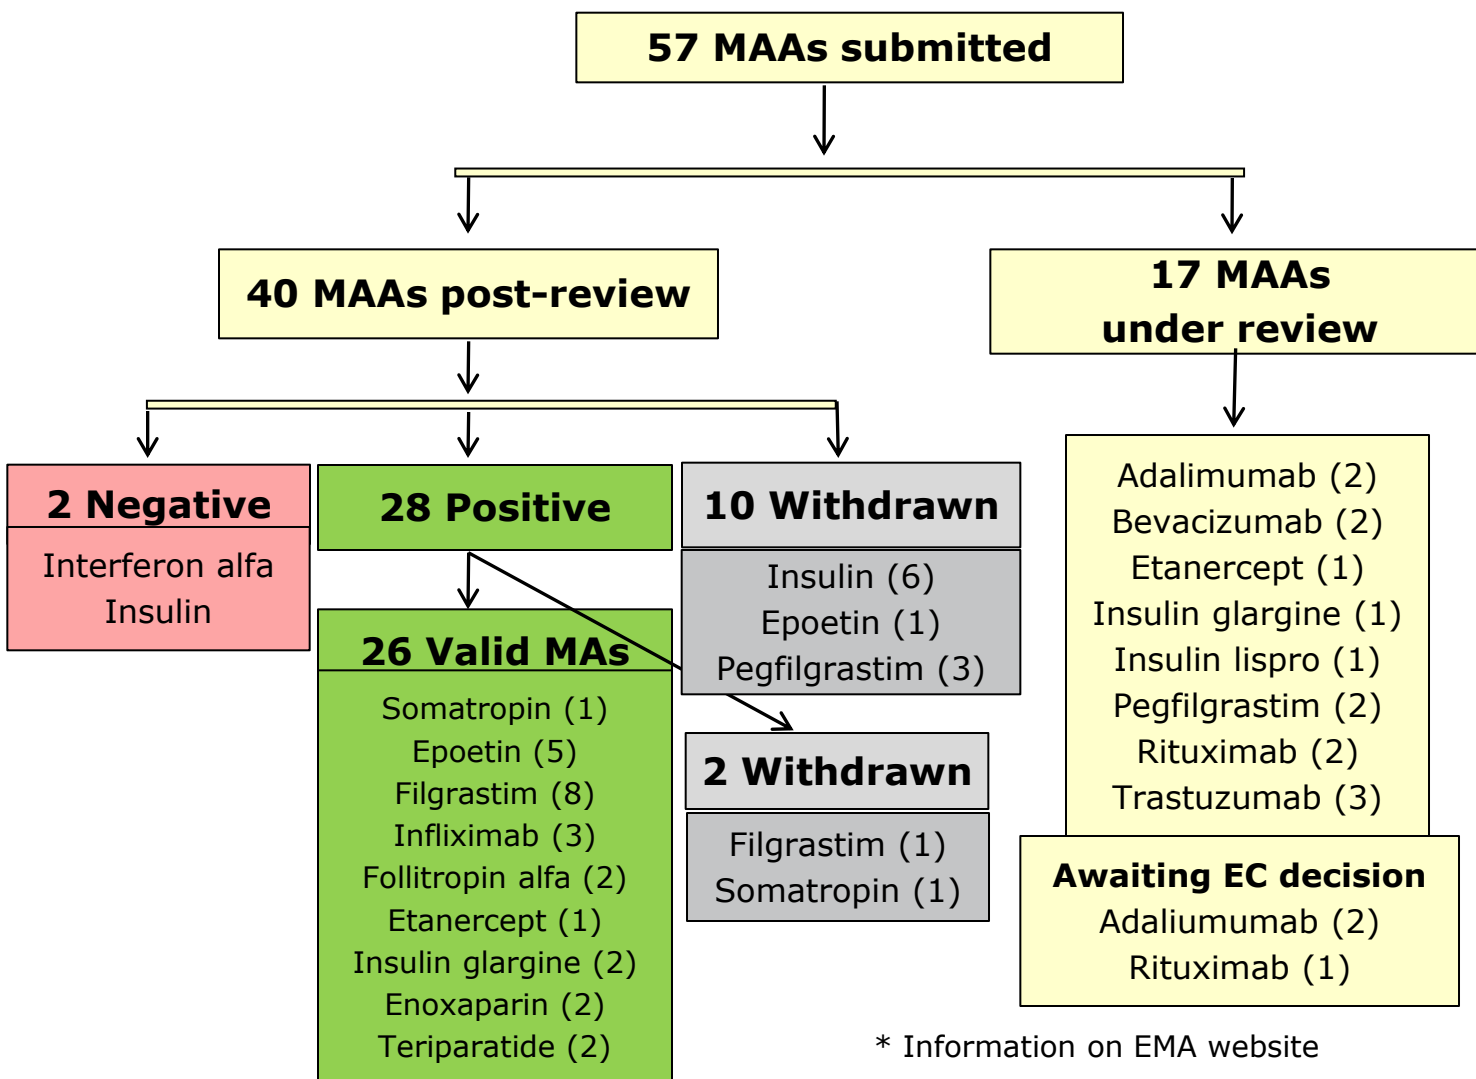 57 MAAs submitted
40 MAAs post-review
17 MAAs
under review
2 Negative
Interferon alfa
Insulin
28 Positive
26 Valid MAs
Somatropin (1)
Epoetin (5)
Filgrastim (8)
Infliximab (3)
Follitropin alfa (2)
Etanercept (1)
Insulin glargine (2)
Enoxaparin (2)
Teriparatide (2)
10 Withdrawn
Insulin (6)
Epoetin (1)
Pegfilgrastim (3)
2 Withdrawn
Filgrastim (1)
Somatropin (1)
Adalimumab (2)
Bevacizumab (2)
Etanercept (1)
Insulin glargine (1)
Insulin lispro (1)
Pegfilgrastim (2)
Rituximab (2)
Trastuzumab (3)
Awaiting EC decision
Adaliumumab (2)
Rituximab (1)
* Information on EMA website